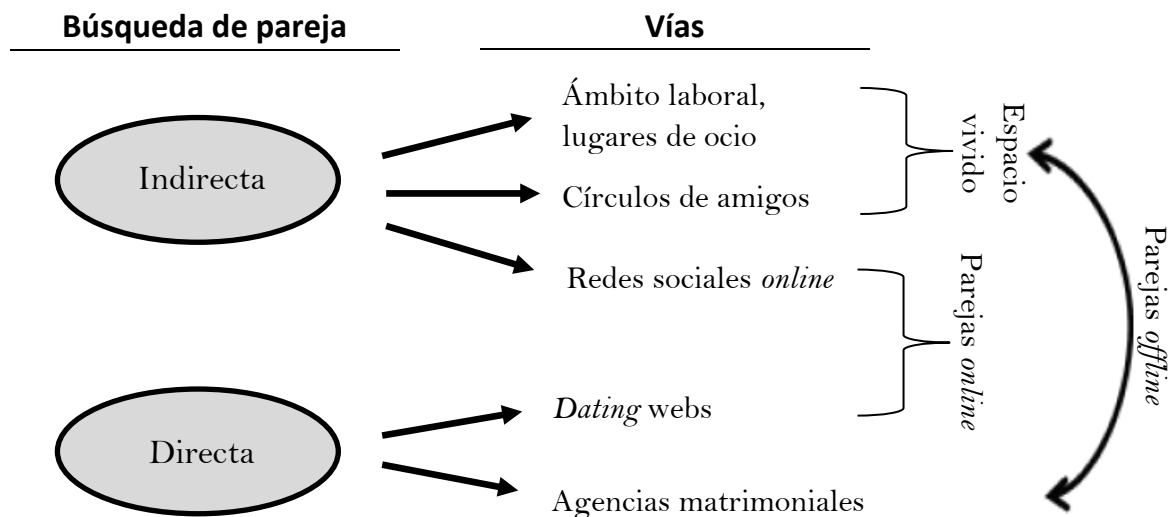 Búsqueda de pareja
Vías
Indirecta
Ámbito laboral,
lugares de ocio
Círculos de amigos
Redes sociales online
Espacio
vivido
Parejas online
Parejas offline
Directa
Dating webs
Agencias matrimoniales